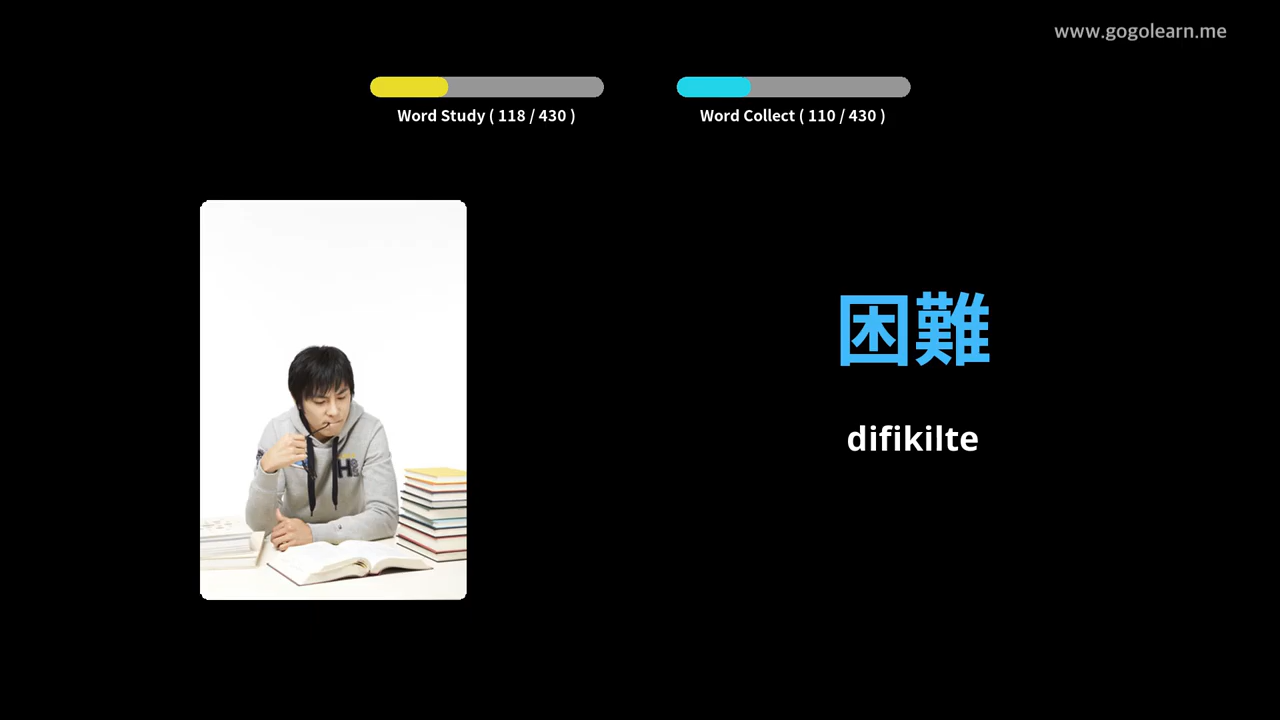 www.gogolearn.me
Word Study ( 118 / 430 )
Word Collect ( 110 / 430 )
困難
difikilte
H